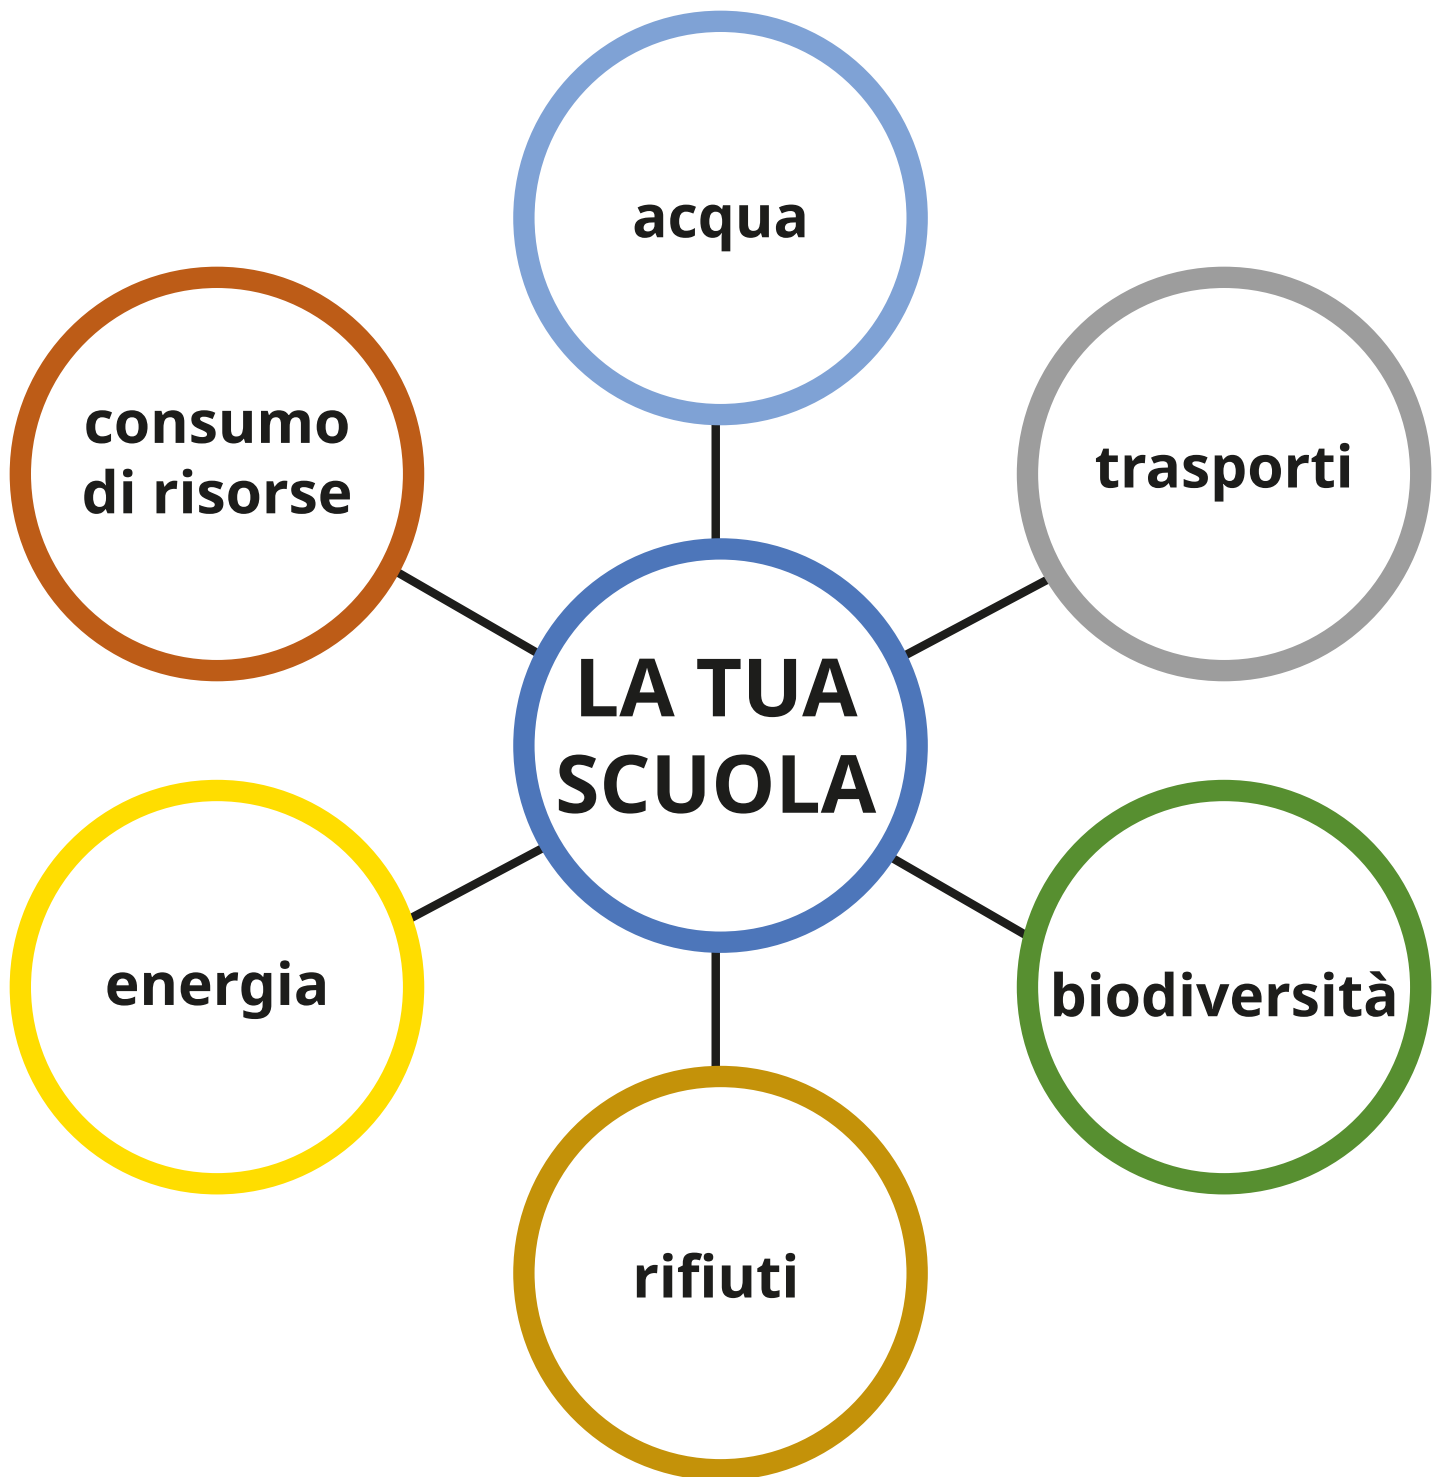 acqua
consumo
di risorse
trasporti
LA TUA
SCUOLA
energia
biodiversità
rifiuti